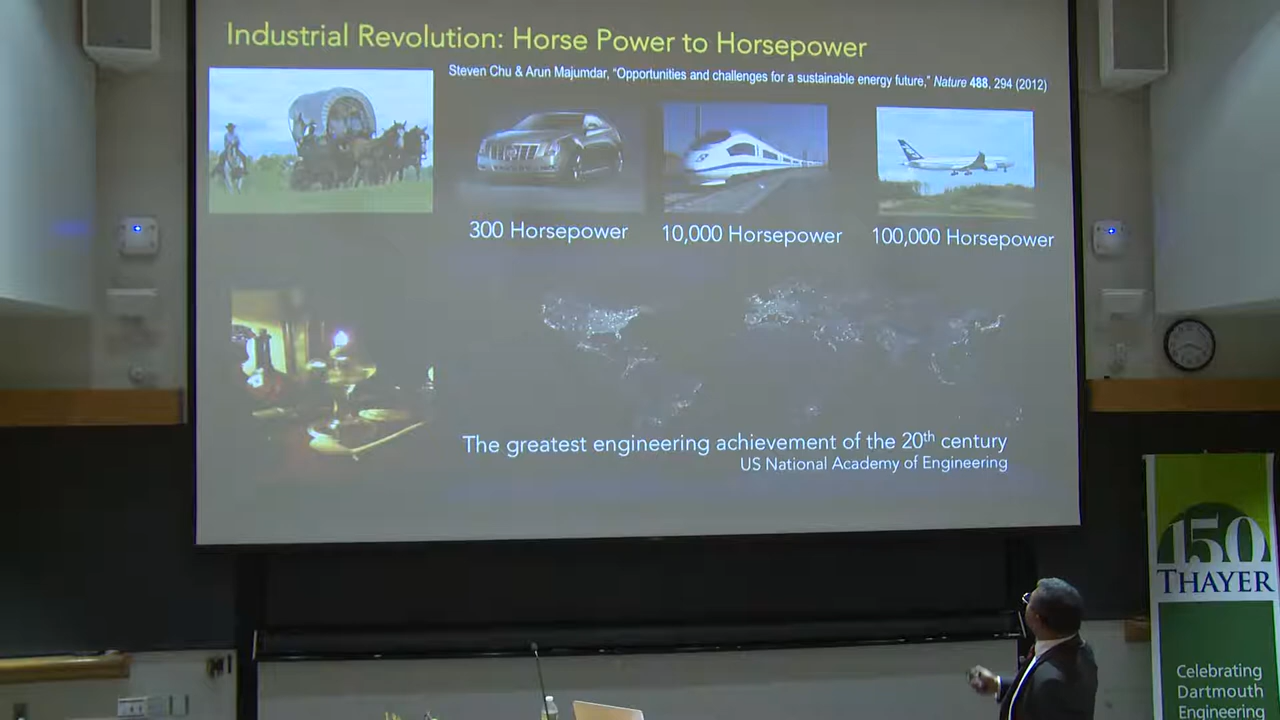 Industrial Revolution: Horse Power to Horsepower
Steven Chu & Arun Majumdar, "Opportunities and challenges for a sustainable energy future," Nature 488, 294 (2012)
300 Horsepower
10,000 Horsepower
100,000 Horsepower
The greatest engineering achievement of the 20th century
US National Academy of Engineering
150
THAYER
Celebrating
Dartmouth
Engineering